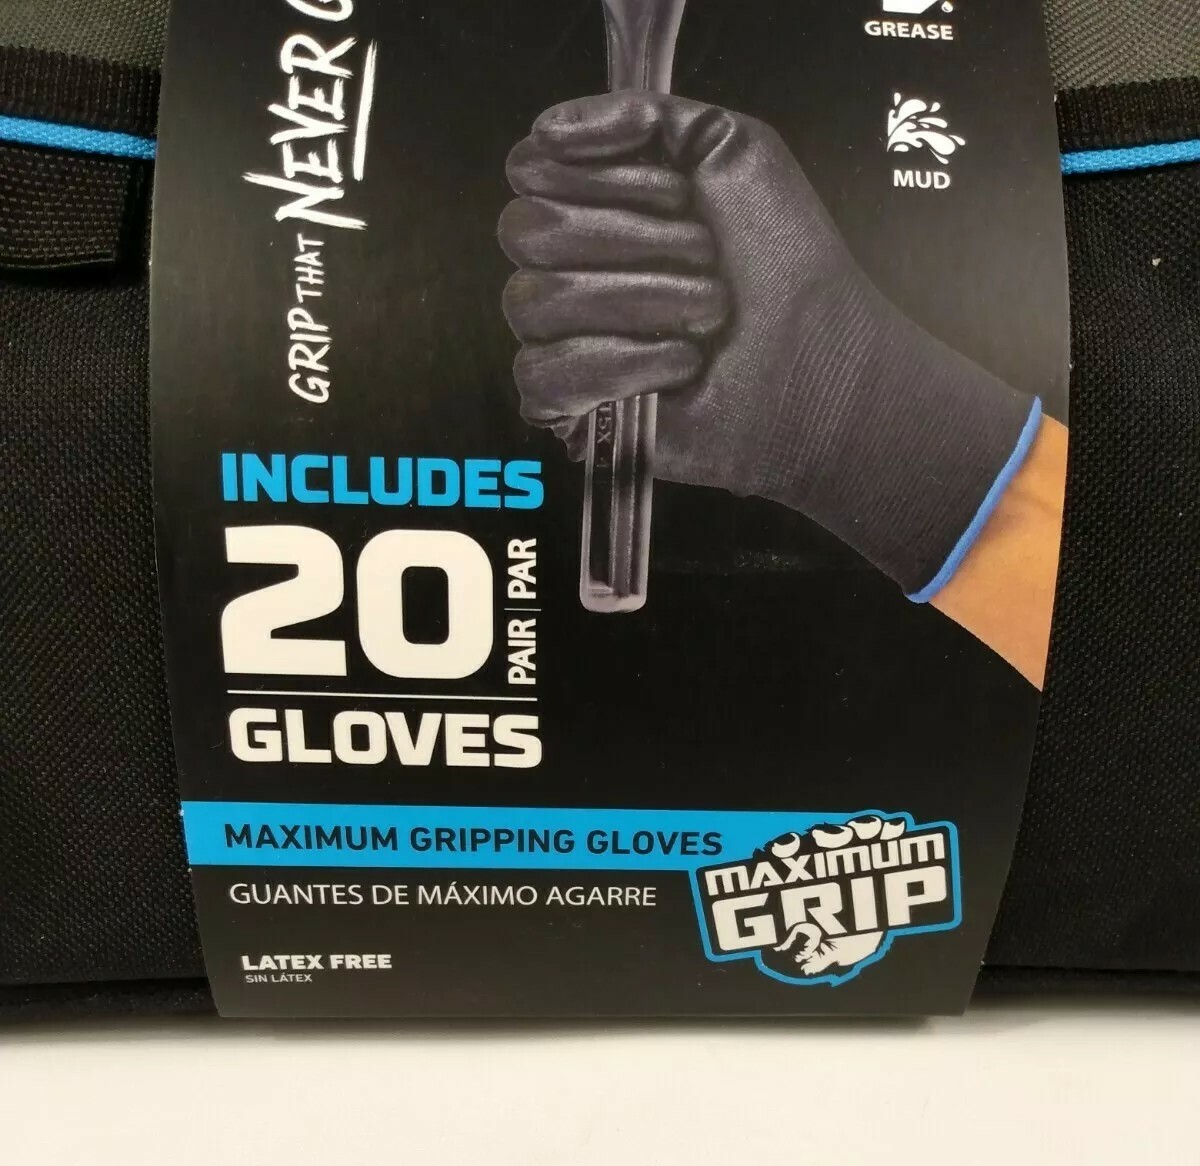 GREASE
MUD
GRIP THAT NEVER
INCLUDES
20
PAIR | PAR
GLOVES
MAXIMUM GRIPPING GLOVES
GUANTES DE MÁXIMO AGARRE
MAXIMUM
GRIP
LATEX FREE
SIN LÁTEX